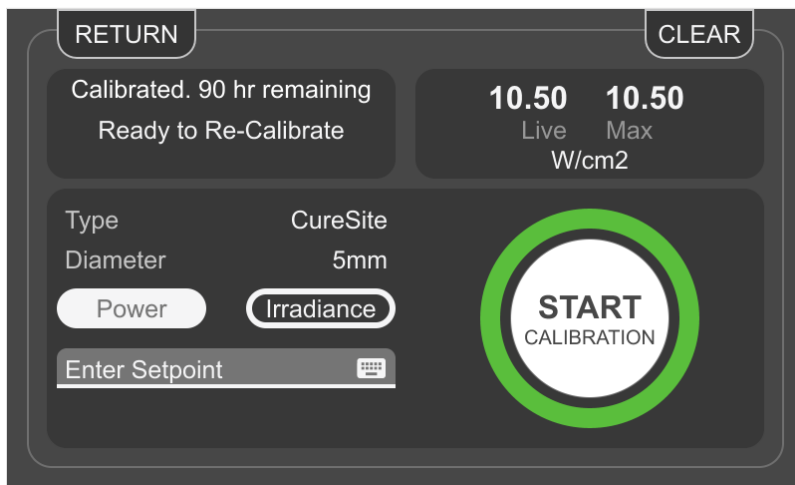 RETURN
CLEAR
Calibrated. 90 hr remaining
Ready to Re-Calibrate
10.50 10.50
Live Max
W/cm2
Type CureSite
Diameter 5mm
Power Irradiance
Enter Setpoint
START
CALIBRATION